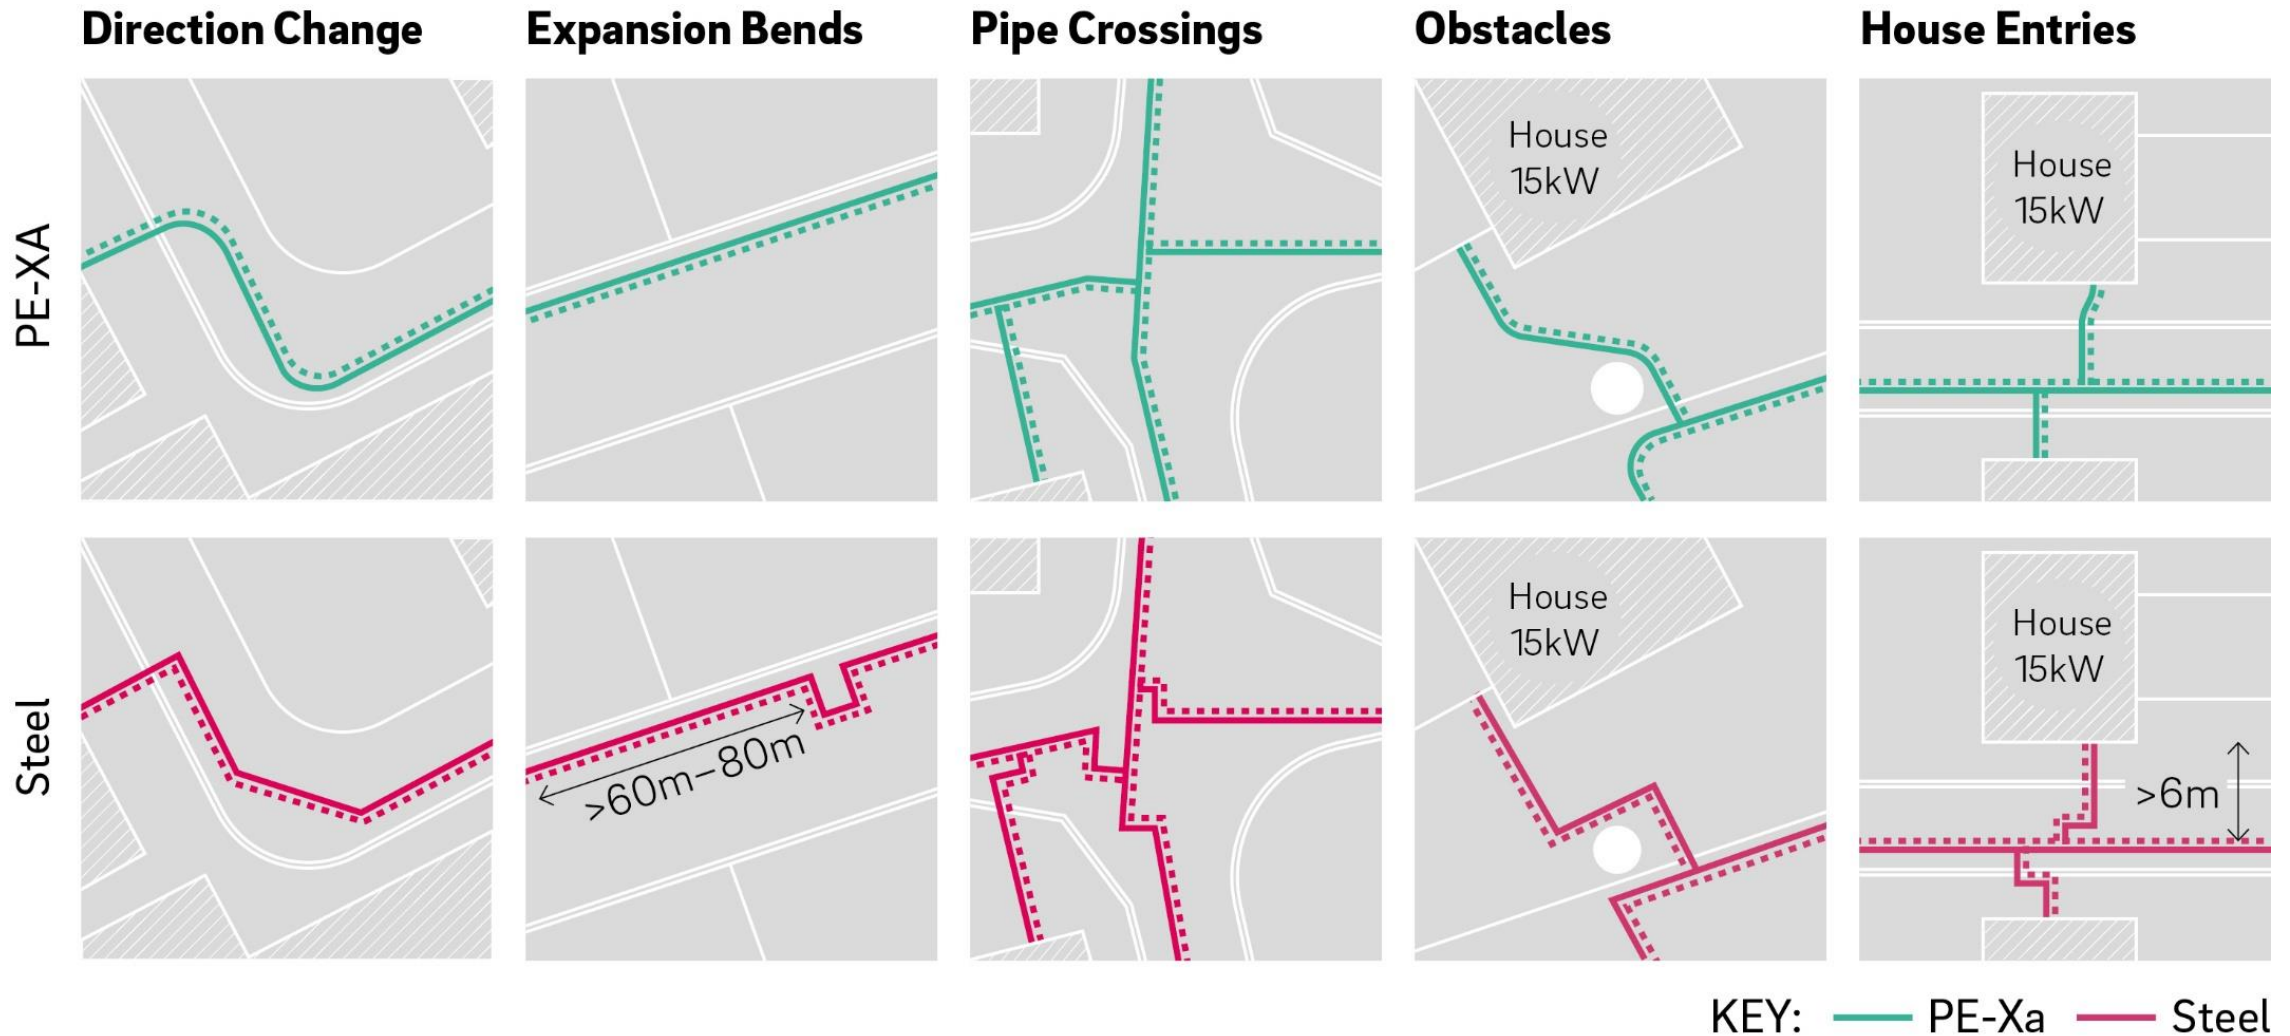 Direction Change
Expansion Bends
Pipe Crossings
Obstacles
House Entries
PE-XA
House
15kW
House
15kW
Steel
>60m–80m
House
15kW
House
15kW
>6m
KEY: PE-Xa Steel